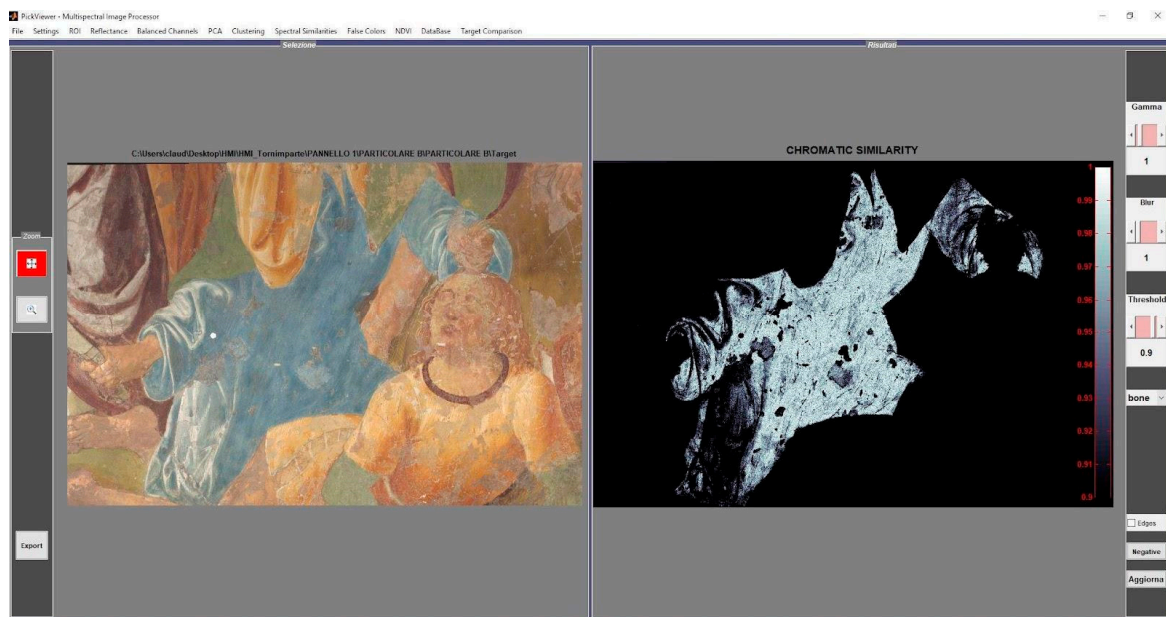 PickViewer - Multispectral Image Processor
File Settings ROI Reflectance Balanced Channels PCA Clustering Spectral Similarities False Colors NDVI DataBase Target Comparison
Selezione
Risultati
C:\Users\claud\Desktop\HMI\HMI_Tornimparte\PANNELLO 1\PARTICOLARE B\PARTICOLARE B\Target
CHROMATIC SIMILARITY
Zoom
Export
1
0.99
0.98
0.97
0.96
0.95
0.94
0.93
0.92
0.91
0.9
Gamma
1
Blur
1
Threshold
0.9
bone
Edges
Negative
Aggiorna